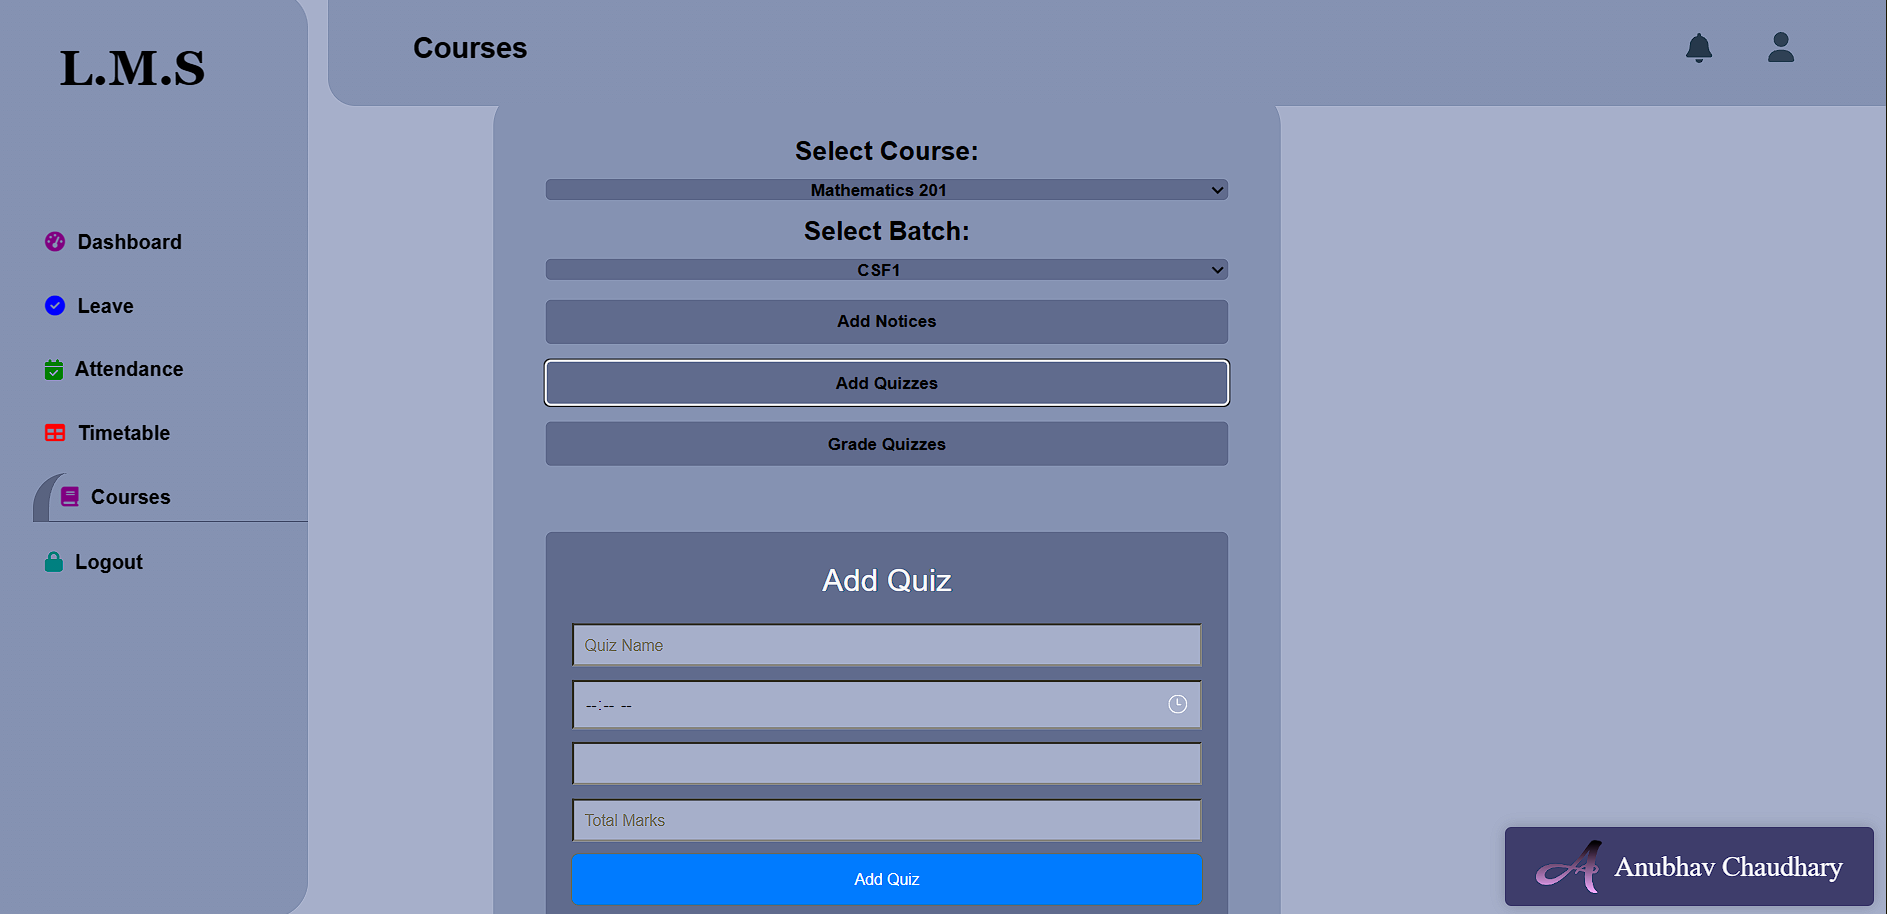 L.M.S
Courses
Dashboard
Leave
Attendance
Timetable
Courses
Logout
Select Course:
Mathematics 201
Select Batch:
CSF1
Add Notices
Add Quizzes
Grade Quizzes
Add Quiz
Quiz Name
--:-- --
Total Marks
Add Quiz
Anubhav Chaudhary